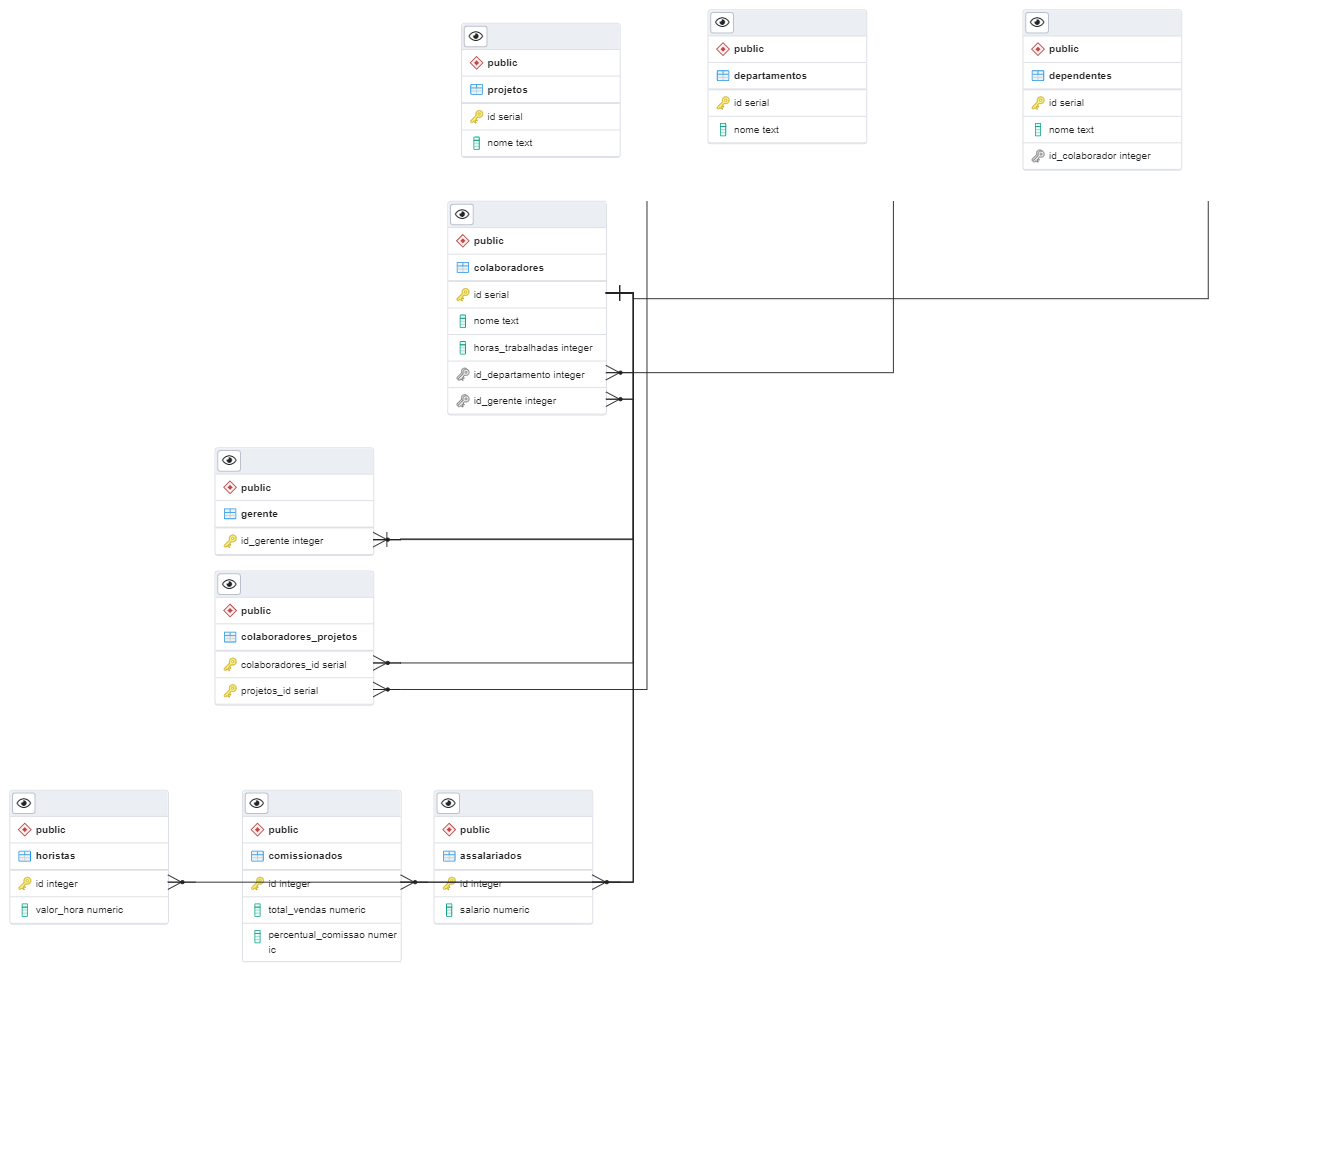 public
projetos
id serial
nome text
public
departamentos
id serial
nome text
public
dependentes
id serial
nome text
id_colaborador integer
public
colaboradores
id serial
nome text
horas_trabalhadas integer
id_departamento integer
id_gerente integer
public
gerente
id_gerente integer
public
colaboradores_projetos
colaboradores_id serial
projetos_id serial
public
horistas
id integer
valor_hora numeric
public
comissionados
id integer
total_vendas numeric
percentual_comissao numer
ic
public
assalariados
id integer
salario numeric